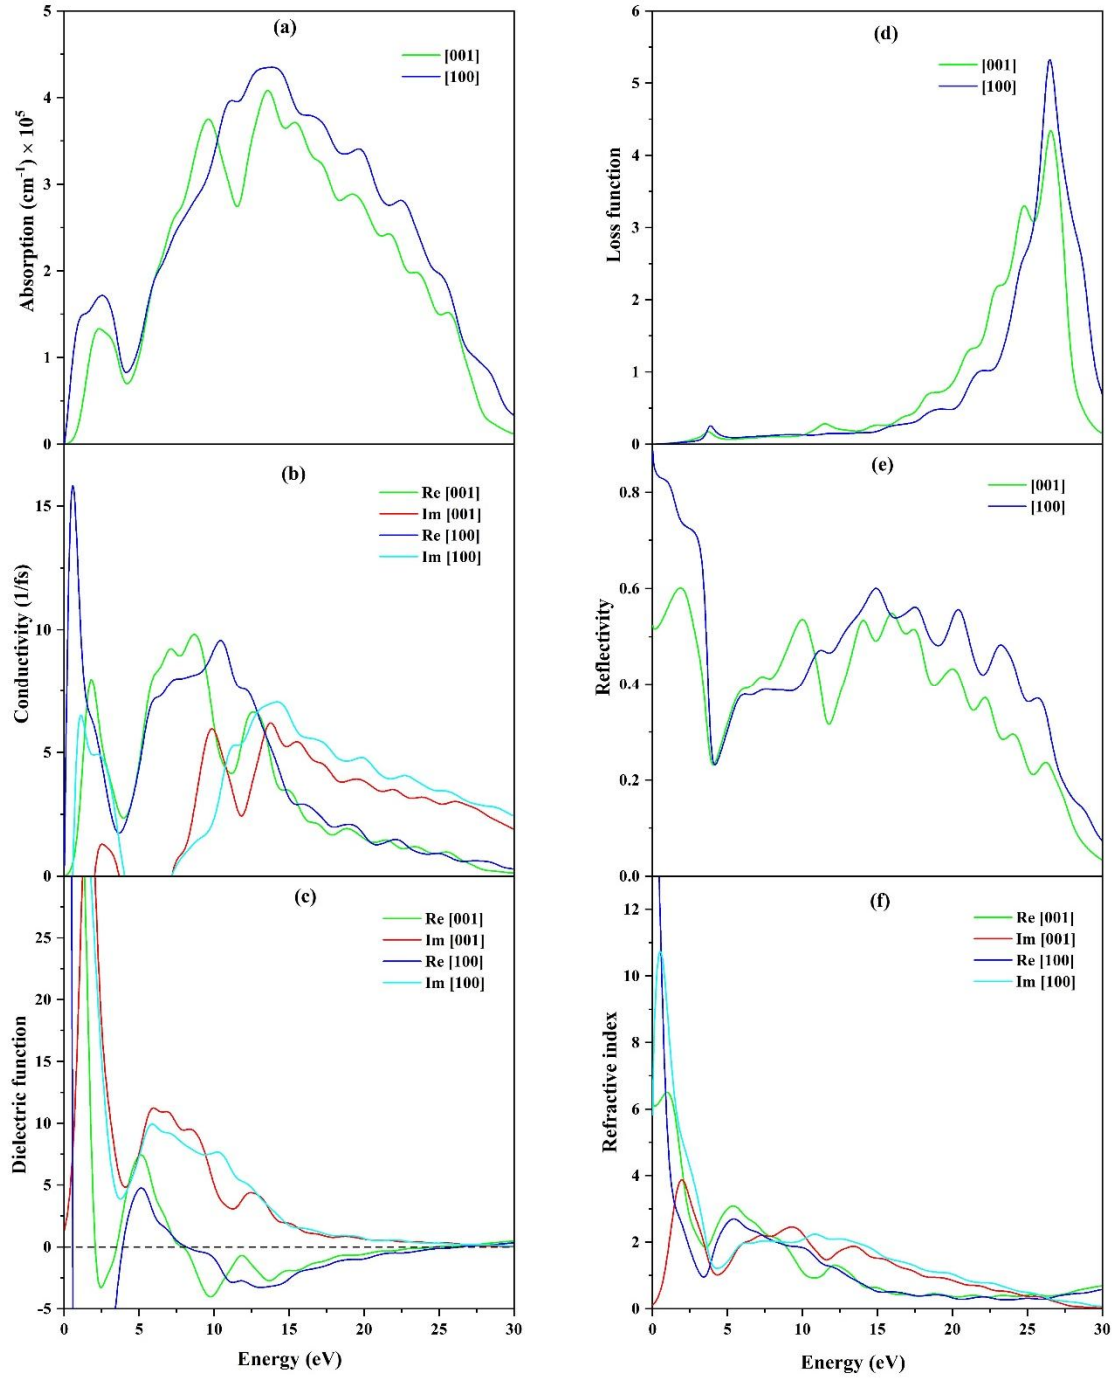 (a)
[001]
[100]
Absorption (cm⁻¹) × 10⁵
5
4
3
2
1
0
(b)
Re [001]
Im [001]
Re [100]
Im [100]
Conductivity (1/fs)
15
10
5
0
(c)
Re [001]
Im [001]
Re [100]
Im [100]
Dielectric function
25
20
15
10
5
0
−5
0 5 10 15 20 25 30
Energy (eV)
(d)
[001]
[100]
Loss function
6
5
4
3
2
1
0
(e)
[001]
[100]
Reflectivity
0.8
0.6
0.4
0.2
0.0
(f)
Re [001]
Im [001]
Re [100]
Im [100]
Refractive index
12
10
8
6
4
2
0
0 5 10 15 20 25 30
Energy (eV)